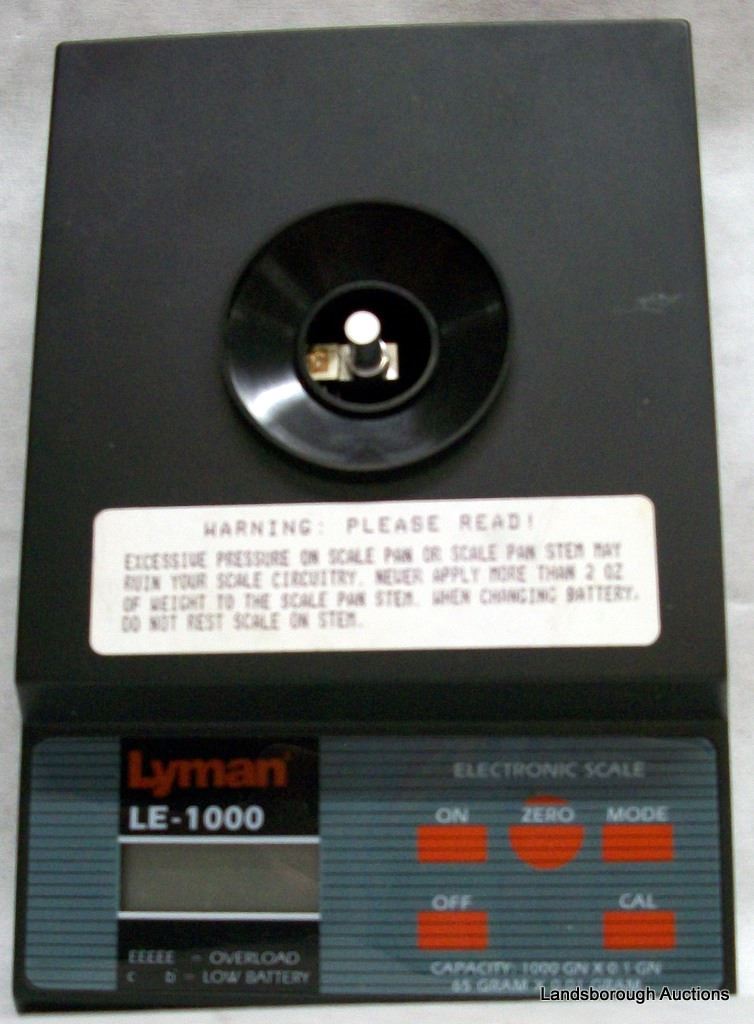 WARNING: PLEASE READ!
EXCESSIVE PRESSURE ON SCALE PAN OR SCALE PAN STEM MAY
RUIN YOUR SCALE CIRCUITRY. NEVER APPLY MORE THAN 2 OZ
OF WEIGHT TO THE SCALE PAN STEM. WHEN CHANGING BATTERY,
DO NOT REST SCALE ON STEM.
Lyman
LE-1000
ELECTRONIC SCALE
ON ZERO MODE
OFF CAL
EEEEE = OVERLOAD
c b = LOW BATTERY
CAPACITY: 1000 GN X 0.1 GN
65 GRAM
Landsborough Auctions